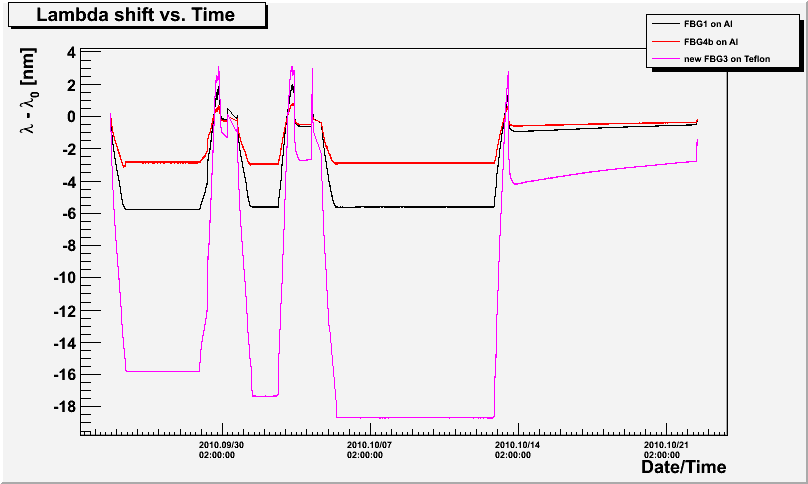 Lambda shift vs. Time
FBG1 on Al
FBG4b on Al
new FBG3 on Teflon
λ - λ0 [nm]
4
2
0
-2
-4
-6
-8
-10
-12
-14
-16
-18
2010.09/30 2010.10/07 2010.10/14 2010.10/21
02:00:00 02:00:00 02:00:00 02:00:00
Date/Time